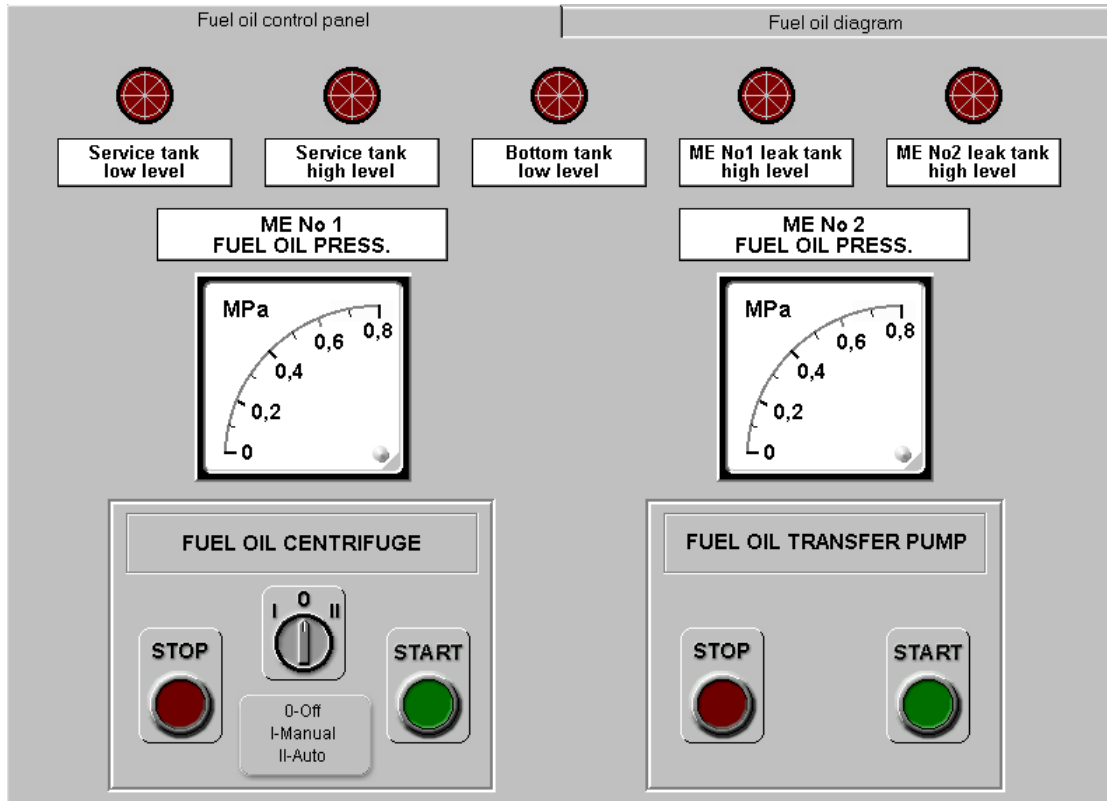 Fuel oil control panel
Fuel oil diagram
Service tank
low level
Service tank
high level
Bottom tank
low level
ME No1 leak tank
high level
ME No2 leak tank
high level
ME No 1
FUEL OIL PRESS.
ME No 2
FUEL OIL PRESS.
MPa
0,8
0,6
0,4
0,2
0
MPa
0,8
0,6
0,4
0,2
0
FUEL OIL CENTRIFUGE
I 0 II
STOP
START
0-Off
I-Manual
II-Auto
FUEL OIL TRANSFER PUMP
STOP
START